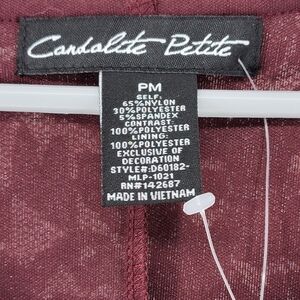 Candalite Petite
PM
SELF:
65%NYLON
30%POLYESTER
5%SPANDEX
CONTRAST:
100%POLYESTER
LINING:
100%POLYESTER
EXCLUSIVE OF
DECORATION
STYLE#:D60182-
MLP-1021
RN#142687
MADE IN VIETNAM